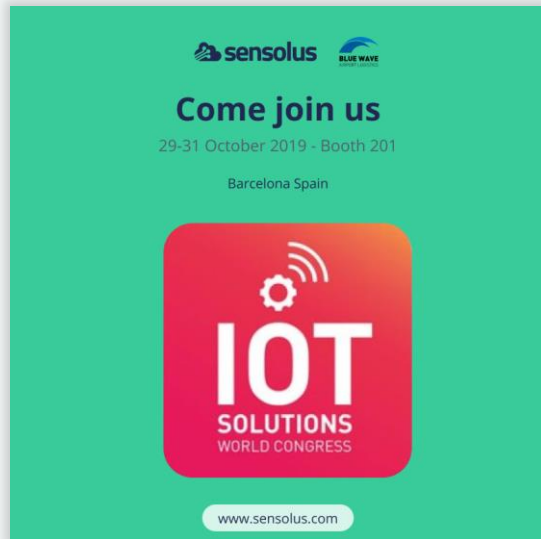 sensolus
BLUE WAVE
Come join us
29-31 October 2019 - Booth 201
Barcelona Spain
IOT
SOLUTIONS
WORLD CONGRESS
www.sensolus.com